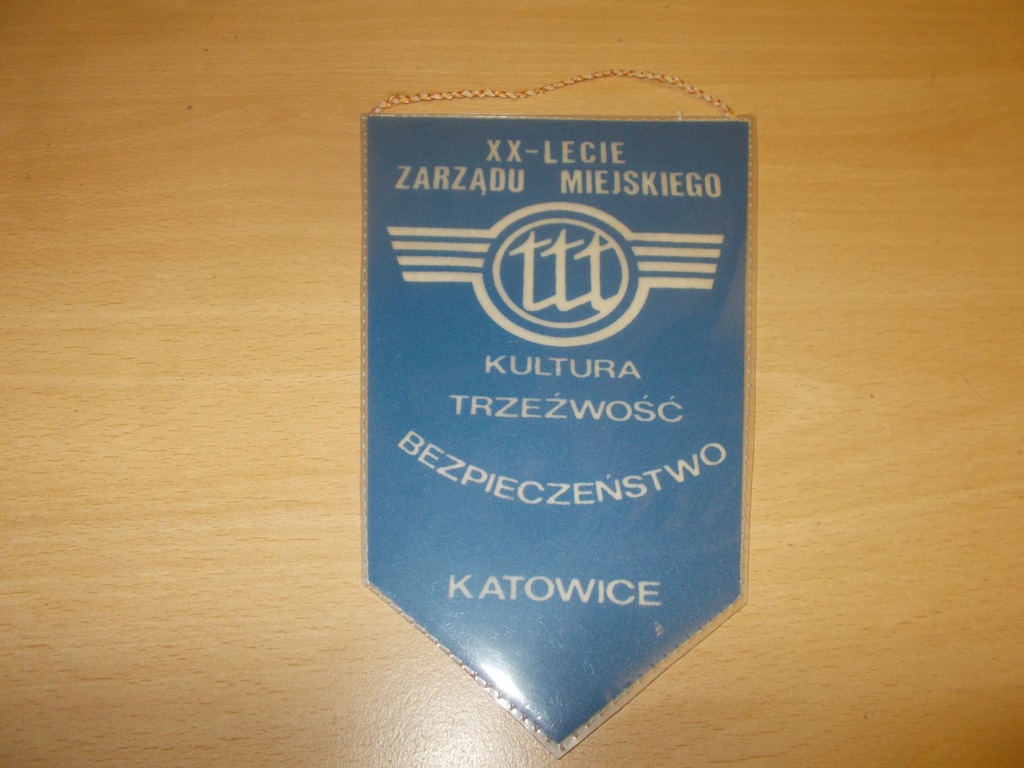 XX-LECIE
ZARZĄDU MIEJSKIEGO
ttt
KULTURA
TRZEŹWOŚĆ
BEZPIECZEŃSTWO
KATOWICE